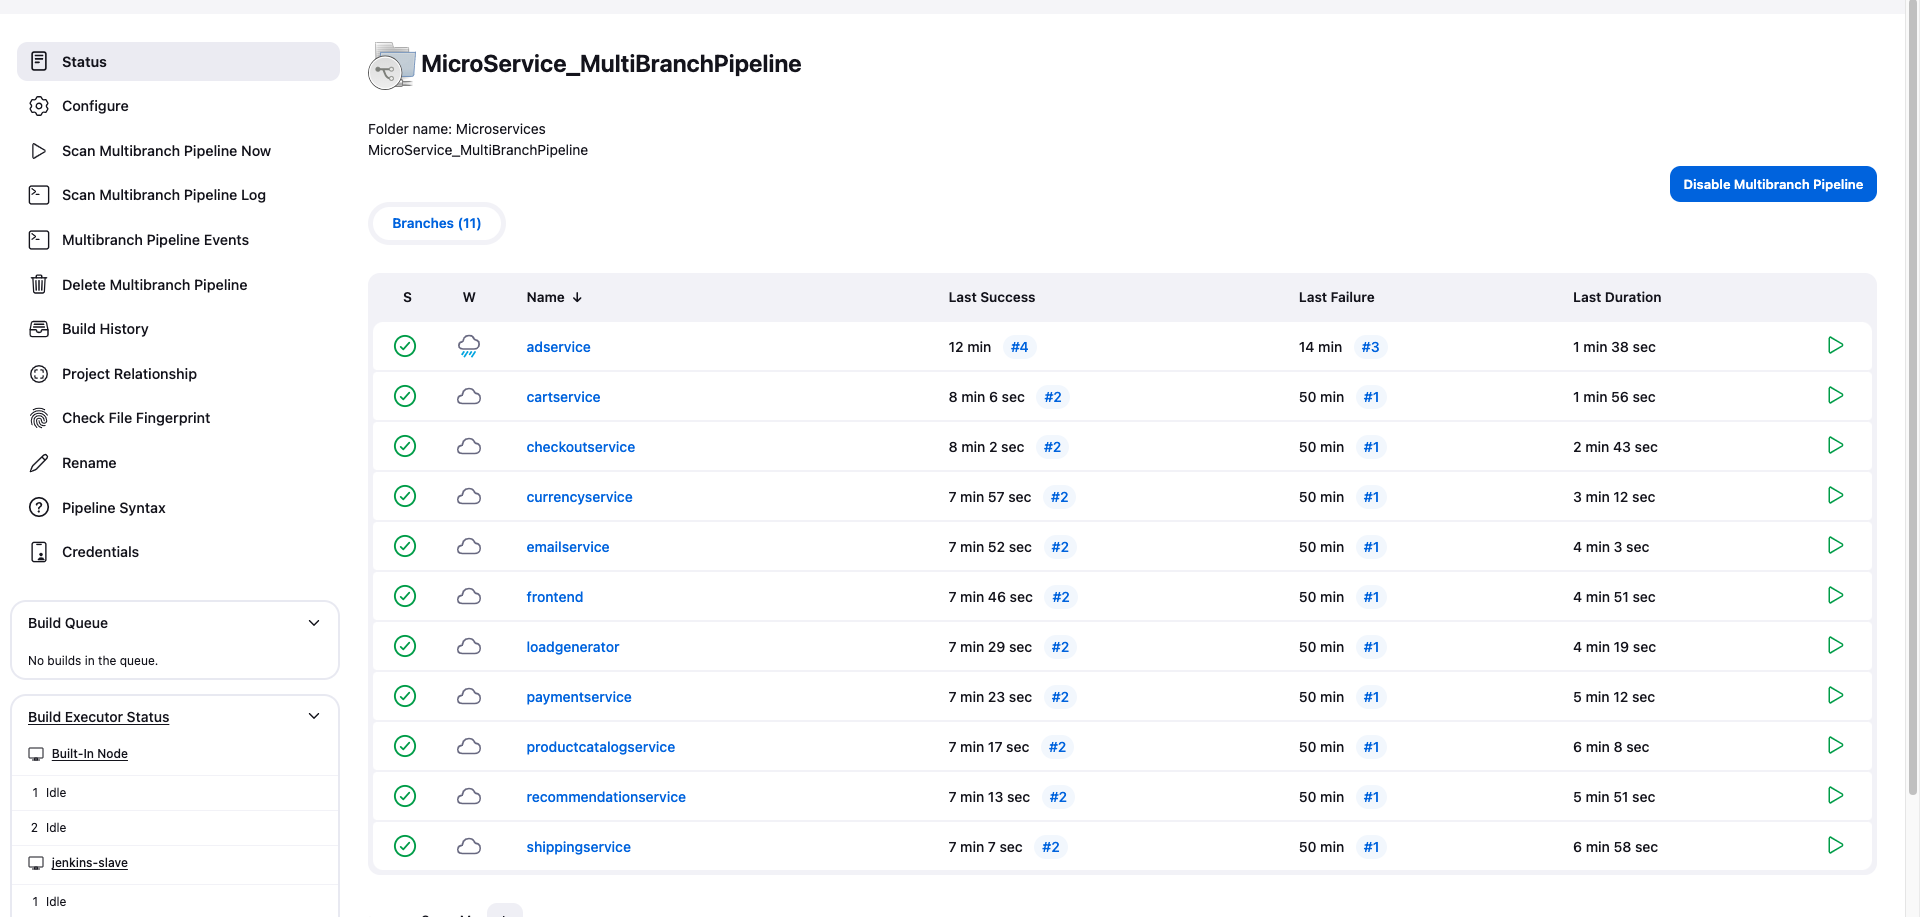 Status
Configure
Scan Multibranch Pipeline Now
Scan Multibranch Pipeline Log
Multibranch Pipeline Events
Delete Multibranch Pipeline
Build History
Project Relationship
Check File Fingerprint
Rename
Pipeline Syntax
Credentials
Build Queue
No builds in the queue.
Build Executor Status
Built-In Node
1 Idle
2 Idle
jenkins-slave
1 Idle
MicroService_MultiBranchPipeline
Folder name: Microservices
MicroService_MultiBranchPipeline
Disable Multibranch Pipeline
Branches (11)
S W Name ↓ Last Success Last Failure Last Duration
adservice 12 min #4 14 min #3 1 min 38 sec
cartservice 8 min 6 sec #2 50 min #1 1 min 56 sec
checkoutservice 8 min 2 sec #2 50 min #1 2 min 43 sec
currencyservice 7 min 57 sec #2 50 min #1 3 min 12 sec
emailservice 7 min 52 sec #2 50 min #1 4 min 3 sec
frontend 7 min 46 sec #2 50 min #1 4 min 51 sec
loadgenerator 7 min 29 sec #2 50 min #1 4 min 19 sec
paymentservice 7 min 23 sec #2 50 min #1 5 min 12 sec
productcatalogservice 7 min 17 sec #2 50 min #1 6 min 8 sec
recommendationservice 7 min 13 sec #2 50 min #1 5 min 51 sec
shippingservice 7 min 7 sec #2 50 min #1 6 min 58 sec